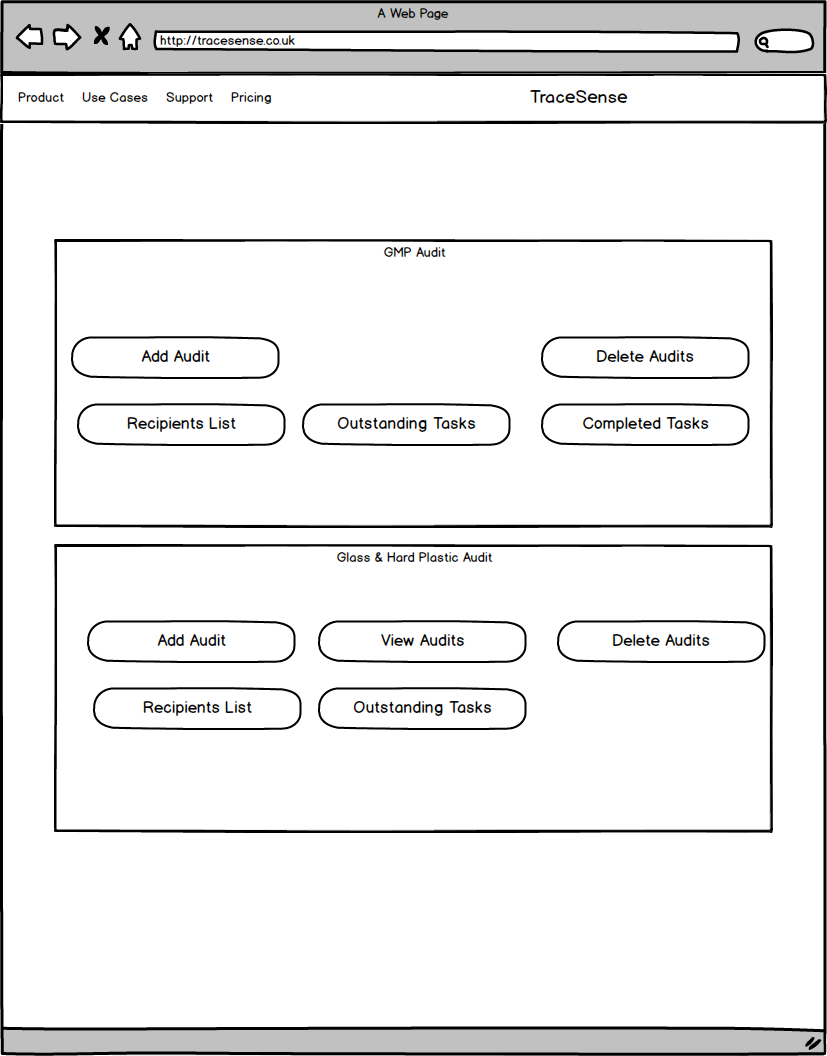 A Web Page
http://tracesense.co.uk
Product Use Cases Support Pricing TraceSense
GMP Audit
Add Audit Delete Audits
Recipients List Outstanding Tasks Completed Tasks
Glass & Hard Plastic Audit
Add Audit View Audits Delete Audits
Recipients List Outstanding Tasks